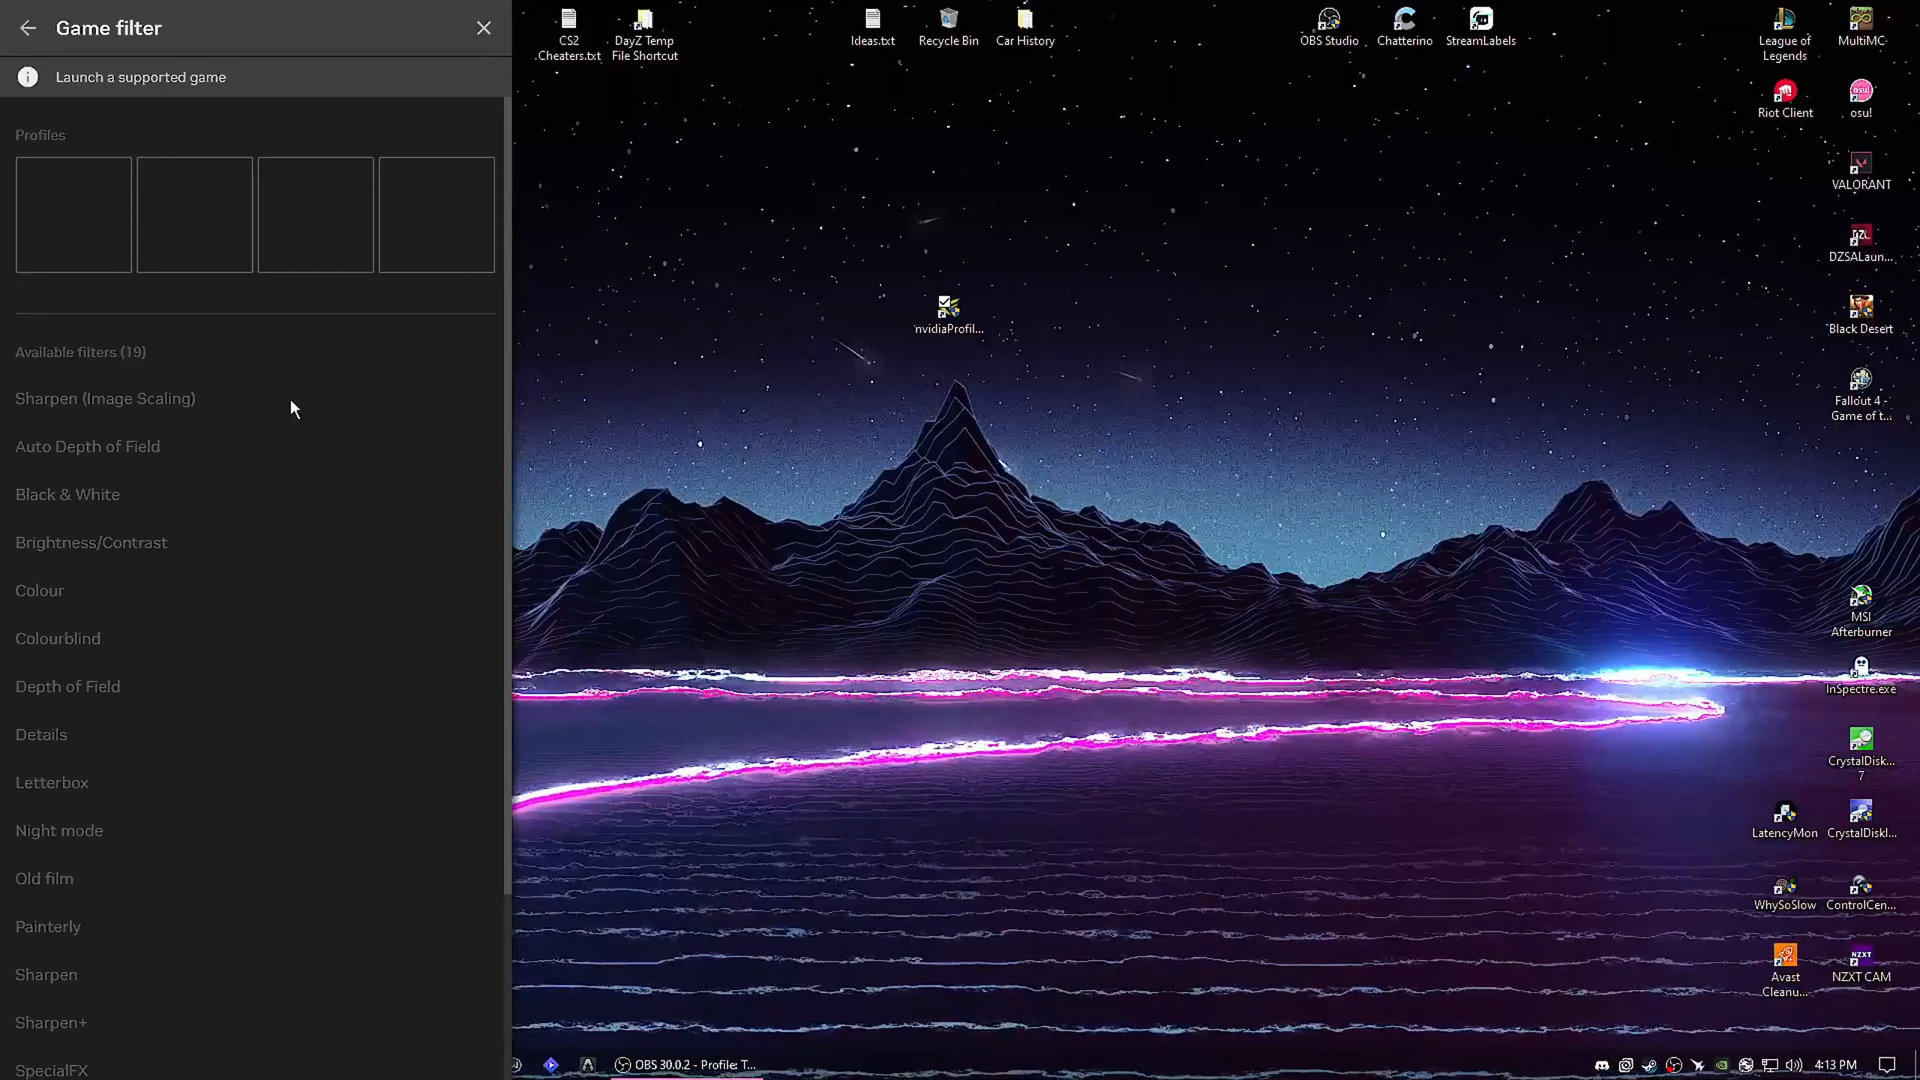 Game filter
Launch a supported game
Profiles
Available filters (19)
Sharpen (Image Scaling)
Auto Depth of Field
Black & White
Brightness/Contrast
Colour
Colourblind
Depth of Field
Details
Letterbox
Night mode
Old film
Painterly
Sharpen
Sharpen+
SpecialFX
CS2
Cheaters.txt
DayZ Temp
File Shortcut
Ideas.txt
Recycle Bin
Car History
OBS Studio
Chatterino
StreamLabels
League of
Legends
MultiMC
Riot Client
osu!
osu!
VALORANT
DZSALaun...
nvidiaProfil...
Black Desert
Fallout 4 -
Game of t...
MSI
Afterburner
InSpectre.exe
CrystalDisk...
7
LatencyMon
CrystalDiskI...
WhySoSlow
ControlCen...
Avast
Cleanu...
NZXT
NZXT CAM
OBS 30.0.2 - Profile: T...
4:13 PM